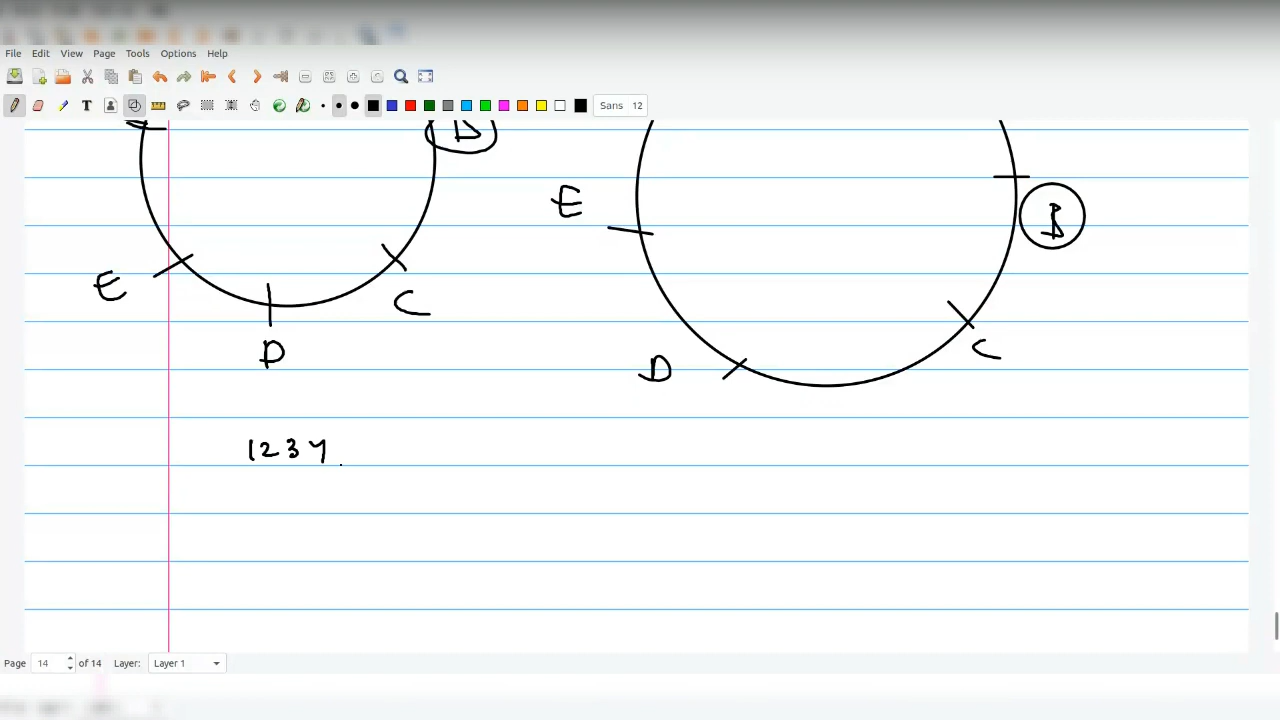 File Edit View Page Tools Options Help
Sans 12
B
E
B
E
C
C
D
D
1234
Page 14 of 14 Layer: Layer 1